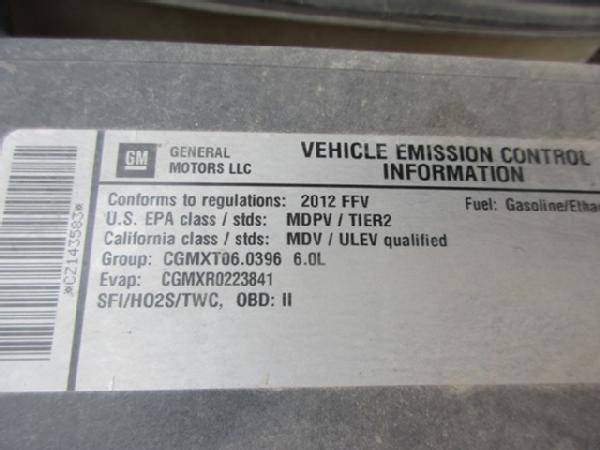 *CZ143583*
GM GENERAL MOTORS LLC
VEHICLE EMISSION CONTROL
INFORMATION
Conforms to regulations: 2012 FFV Fuel: Gasoline/Etha
U.S. EPA class / stds: MDPV / TIER2
California class / stds: MDV / ULEV qualified
Group: CGMXT06.0396 6.0L
Evap: CGMXR0223841
SFI/HO2S/TWC, OBD: II